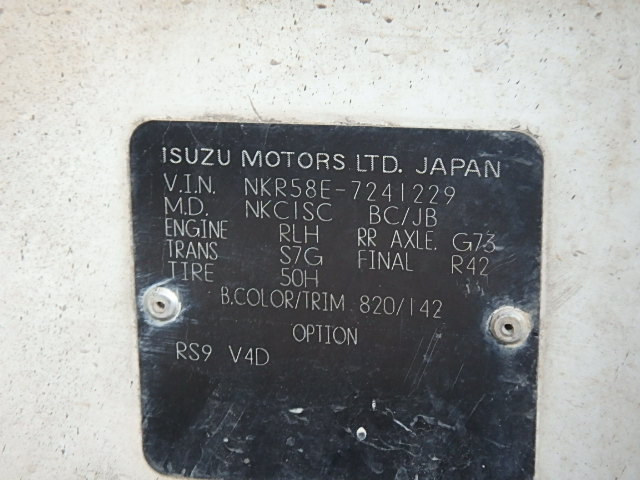 ISUZU MOTORS LTD. JAPAN
V.I.N. NKR58E-7241229
M.D. NKC1SC BC/JB
ENGINE RLH RR AXLE. G73
TRANS S7G FINAL R42
TIRE 50H
B.COLOR/TRIM 820/142
OPTION
RS9 V4D